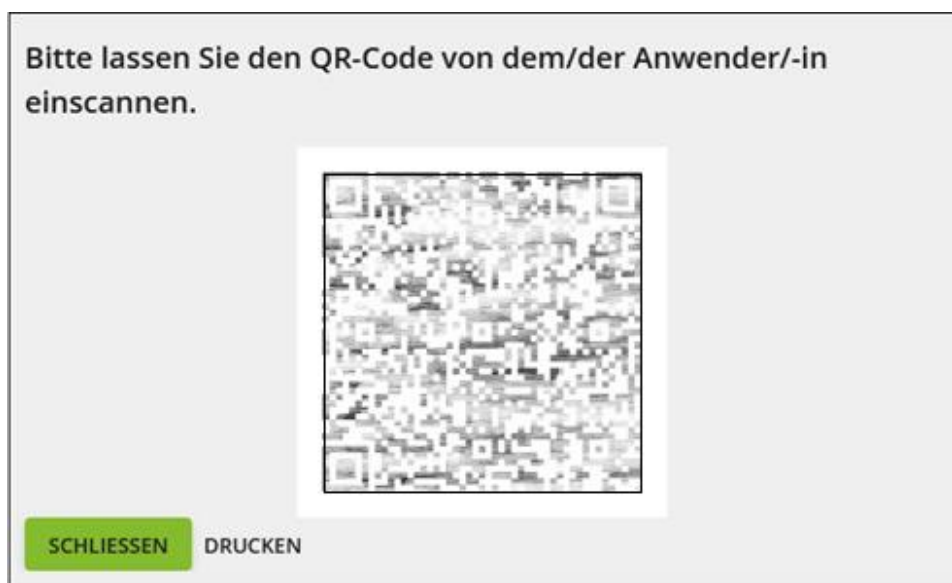 Bitte lassen Sie den QR-Code von dem/der Anwender/-in
einscannen.
SCHLIESSEN DRUCKEN